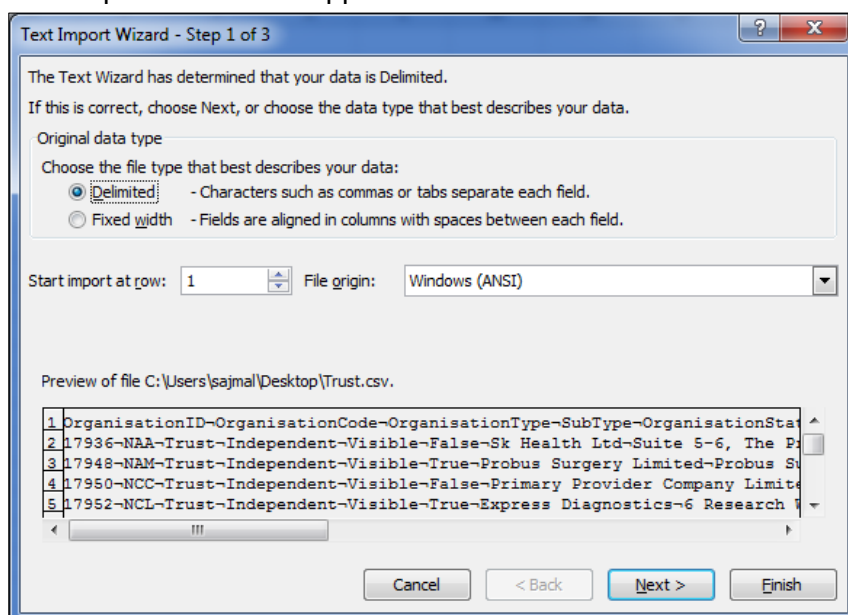 Text Import Wizard - Step 1 of 3
The Text Wizard has determined that your data is Delimited.
If this is correct, choose Next, or choose the data type that best describes your data.
Original data type
Choose the file type that best describes your data:
Delimited - Characters such as commas or tabs separate each field.
Fixed width - Fields are aligned in columns with spaces between each field.
Start import at row: 1 File origin: Windows (ANSI)
Preview of file C:\Users\sajmal\Desktop\Trust.csv.
1 OrganisationID¬OrganisationCode¬OrganisationType¬SubType¬OrganisationStat
2 17936¬NAA¬Trust¬Independent¬Visible¬False¬Sk Health Ltd¬Suite 5-6, The Pr
3 17948¬NAM¬Trust¬Independent¬Visible¬True¬Probus Surgery Limited¬Probus Su
4 17950¬NCC¬Trust¬Independent¬Visible¬False¬Primary Provider Company Limite
5 17952¬NCL¬Trust¬Independent¬Visible¬True¬Express Diagnostics¬6 Research
Cancel < Back Next > Finish